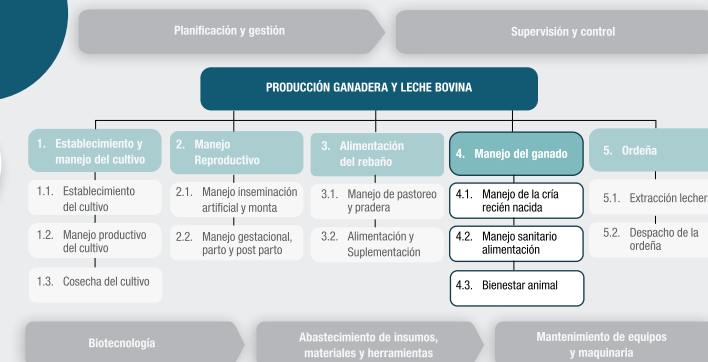 Planificación y gestión
Supervisión y control
PRODUCCIÓN GANADERA Y LECHE BOVINA
1. Establecimiento y
manejo del cultivo
1.1. Establecimiento
del cultivo
1.2. Manejo productivo
del cultivo
1.3. Cosecha del cultivo
2. Manejo
Reproductivo
2.1. Manejo inseminación
artificial y monta
2.2. Manejo gestacional,
parto y post parto
3. Alimentación
del rebaño
3.1. Manejo de pastoreo
y pradera
3.2. Alimentación y
Suplementación
4. Manejo del ganado
4.1. Manejo de la cría
recién nacida
4.2. Manejo sanitario
alimentación
4.3. Bienestar animal
5. Ordeña
5.1. Extracción lechera
5.2. Despacho de la
ordeña
Biotecnología
Abastecimiento de insumos,
materiales y herramientas
Mantenimiento de equipos
y maquinaria